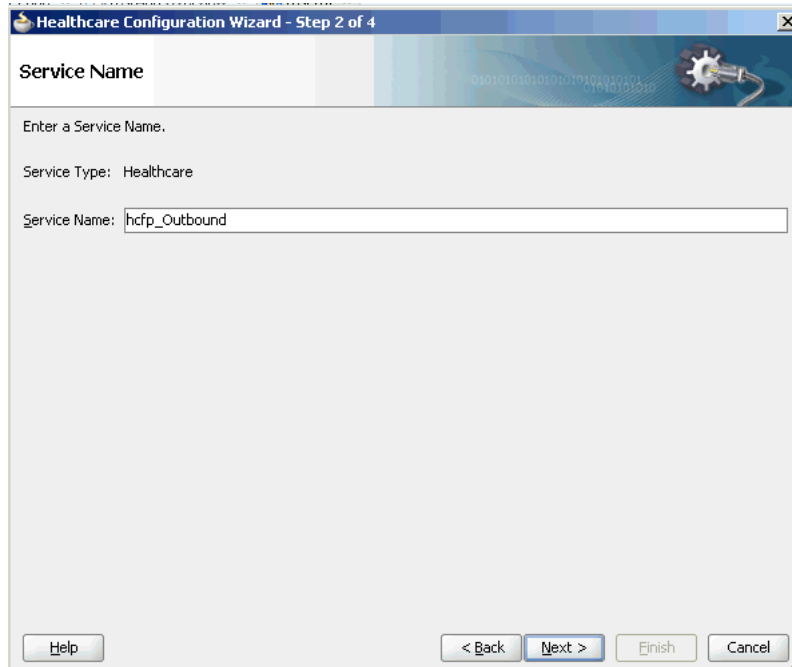 Healthcare Configuration Wizard - Step 2 of 4
Service Name
Enter a Service Name.
Service Type: Healthcare
Service Name: hcfp_Outbound
Help
< Back
Next >
Finish
Cancel